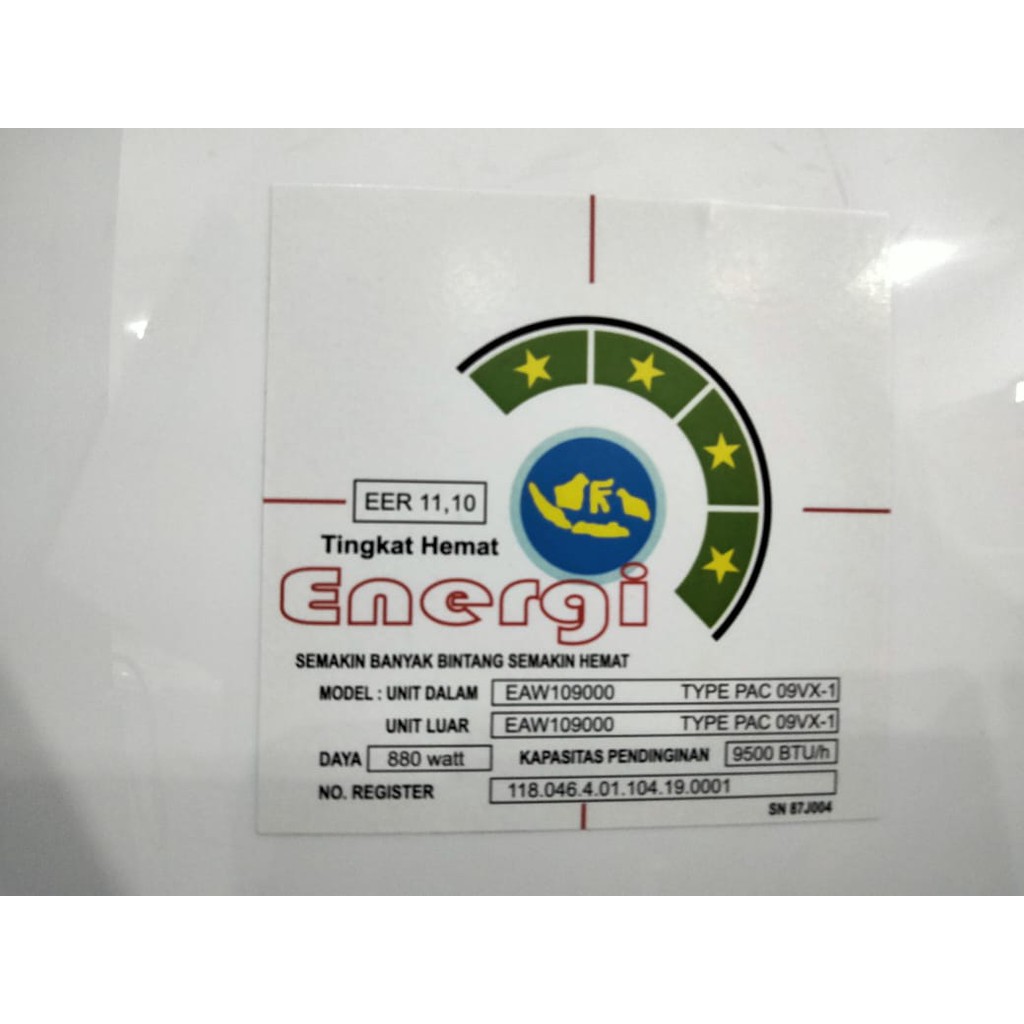 EER 11,10
Tingkat Hemat
Energi
SEMAKIN BANYAK BINTANG SEMAKIN HEMAT
MODEL : UNIT DALAM EAW109000 TYPE PAC 09VX-1
UNIT LUAR EAW109000 TYPE PAC 09VX-1
DAYA 880 watt KAPASITAS PENDINGINAN 9500 BTU/h
NO. REGISTER 118.046.4.01.104.19.0001
SN 87J004